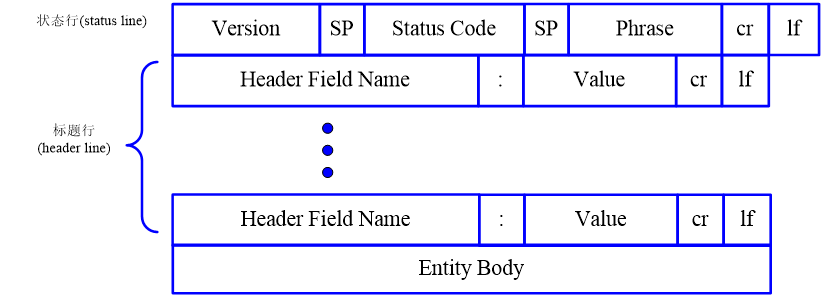 状态行(status line)
Version SP Status Code SP Phrase cr lf
Header Field Name : Value cr lf
标题行
(header line)
Header Field Name : Value cr lf
Entity Body